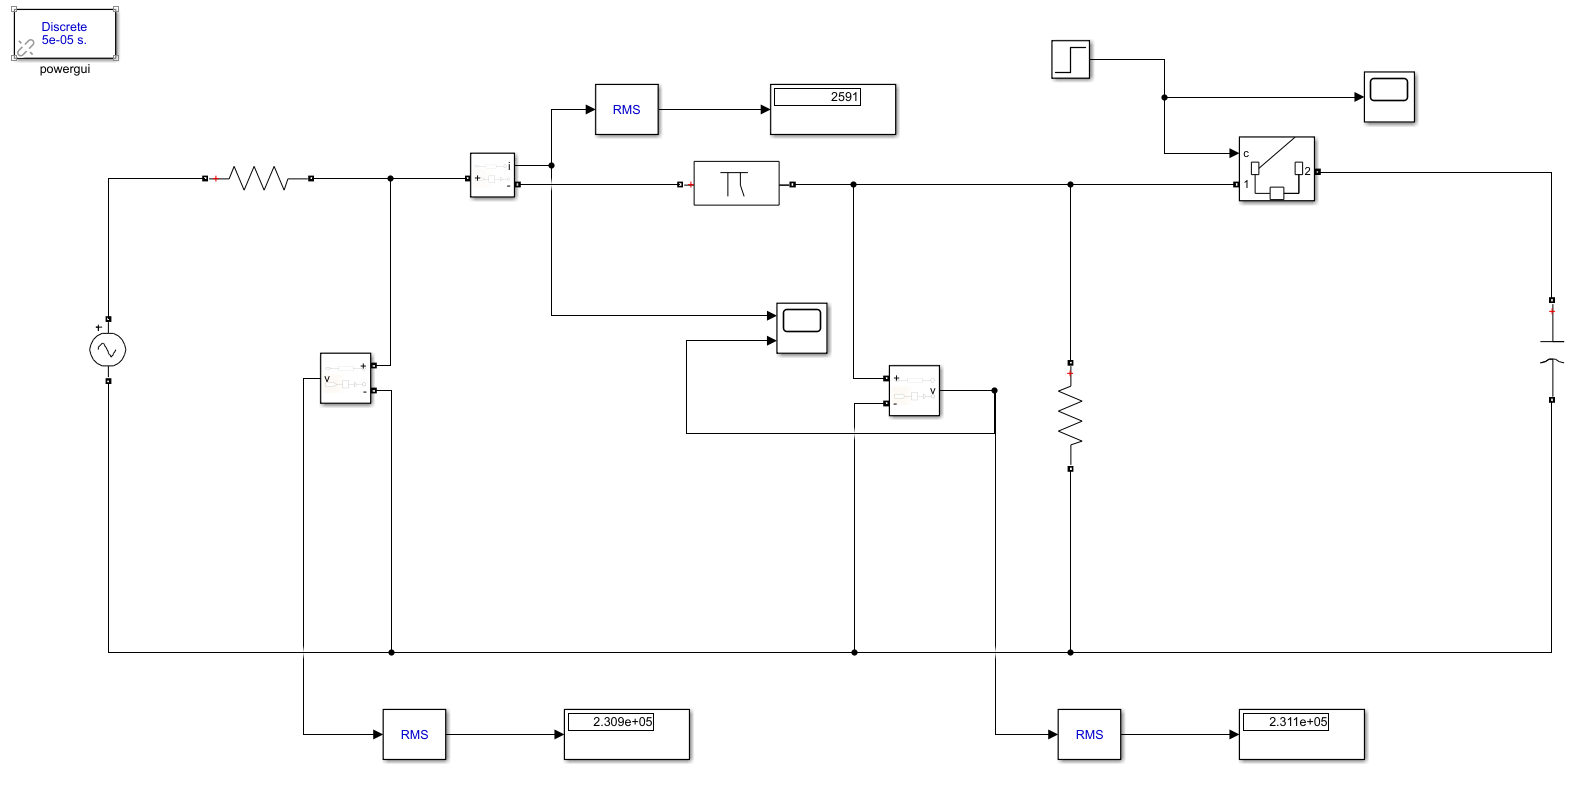 Discrete
5e-05 s.
powergui
RMS
2591
c
1
2
i
+
-
+
v
-
+
-
v
+
RMS
2.309e+05
RMS
2.311e+05